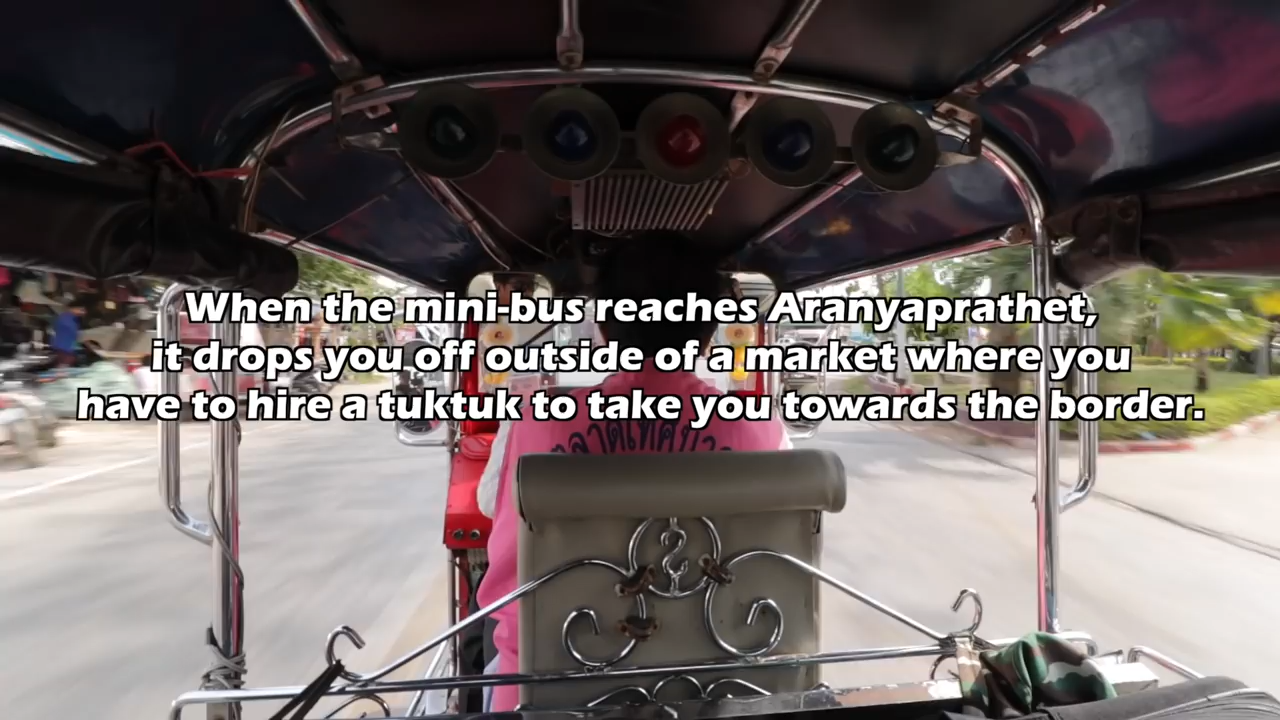 When the mini-bus reaches Aranyaprathet,
it drops you off outside of a market where you
have to hire a tuktuk to take you towards the border.